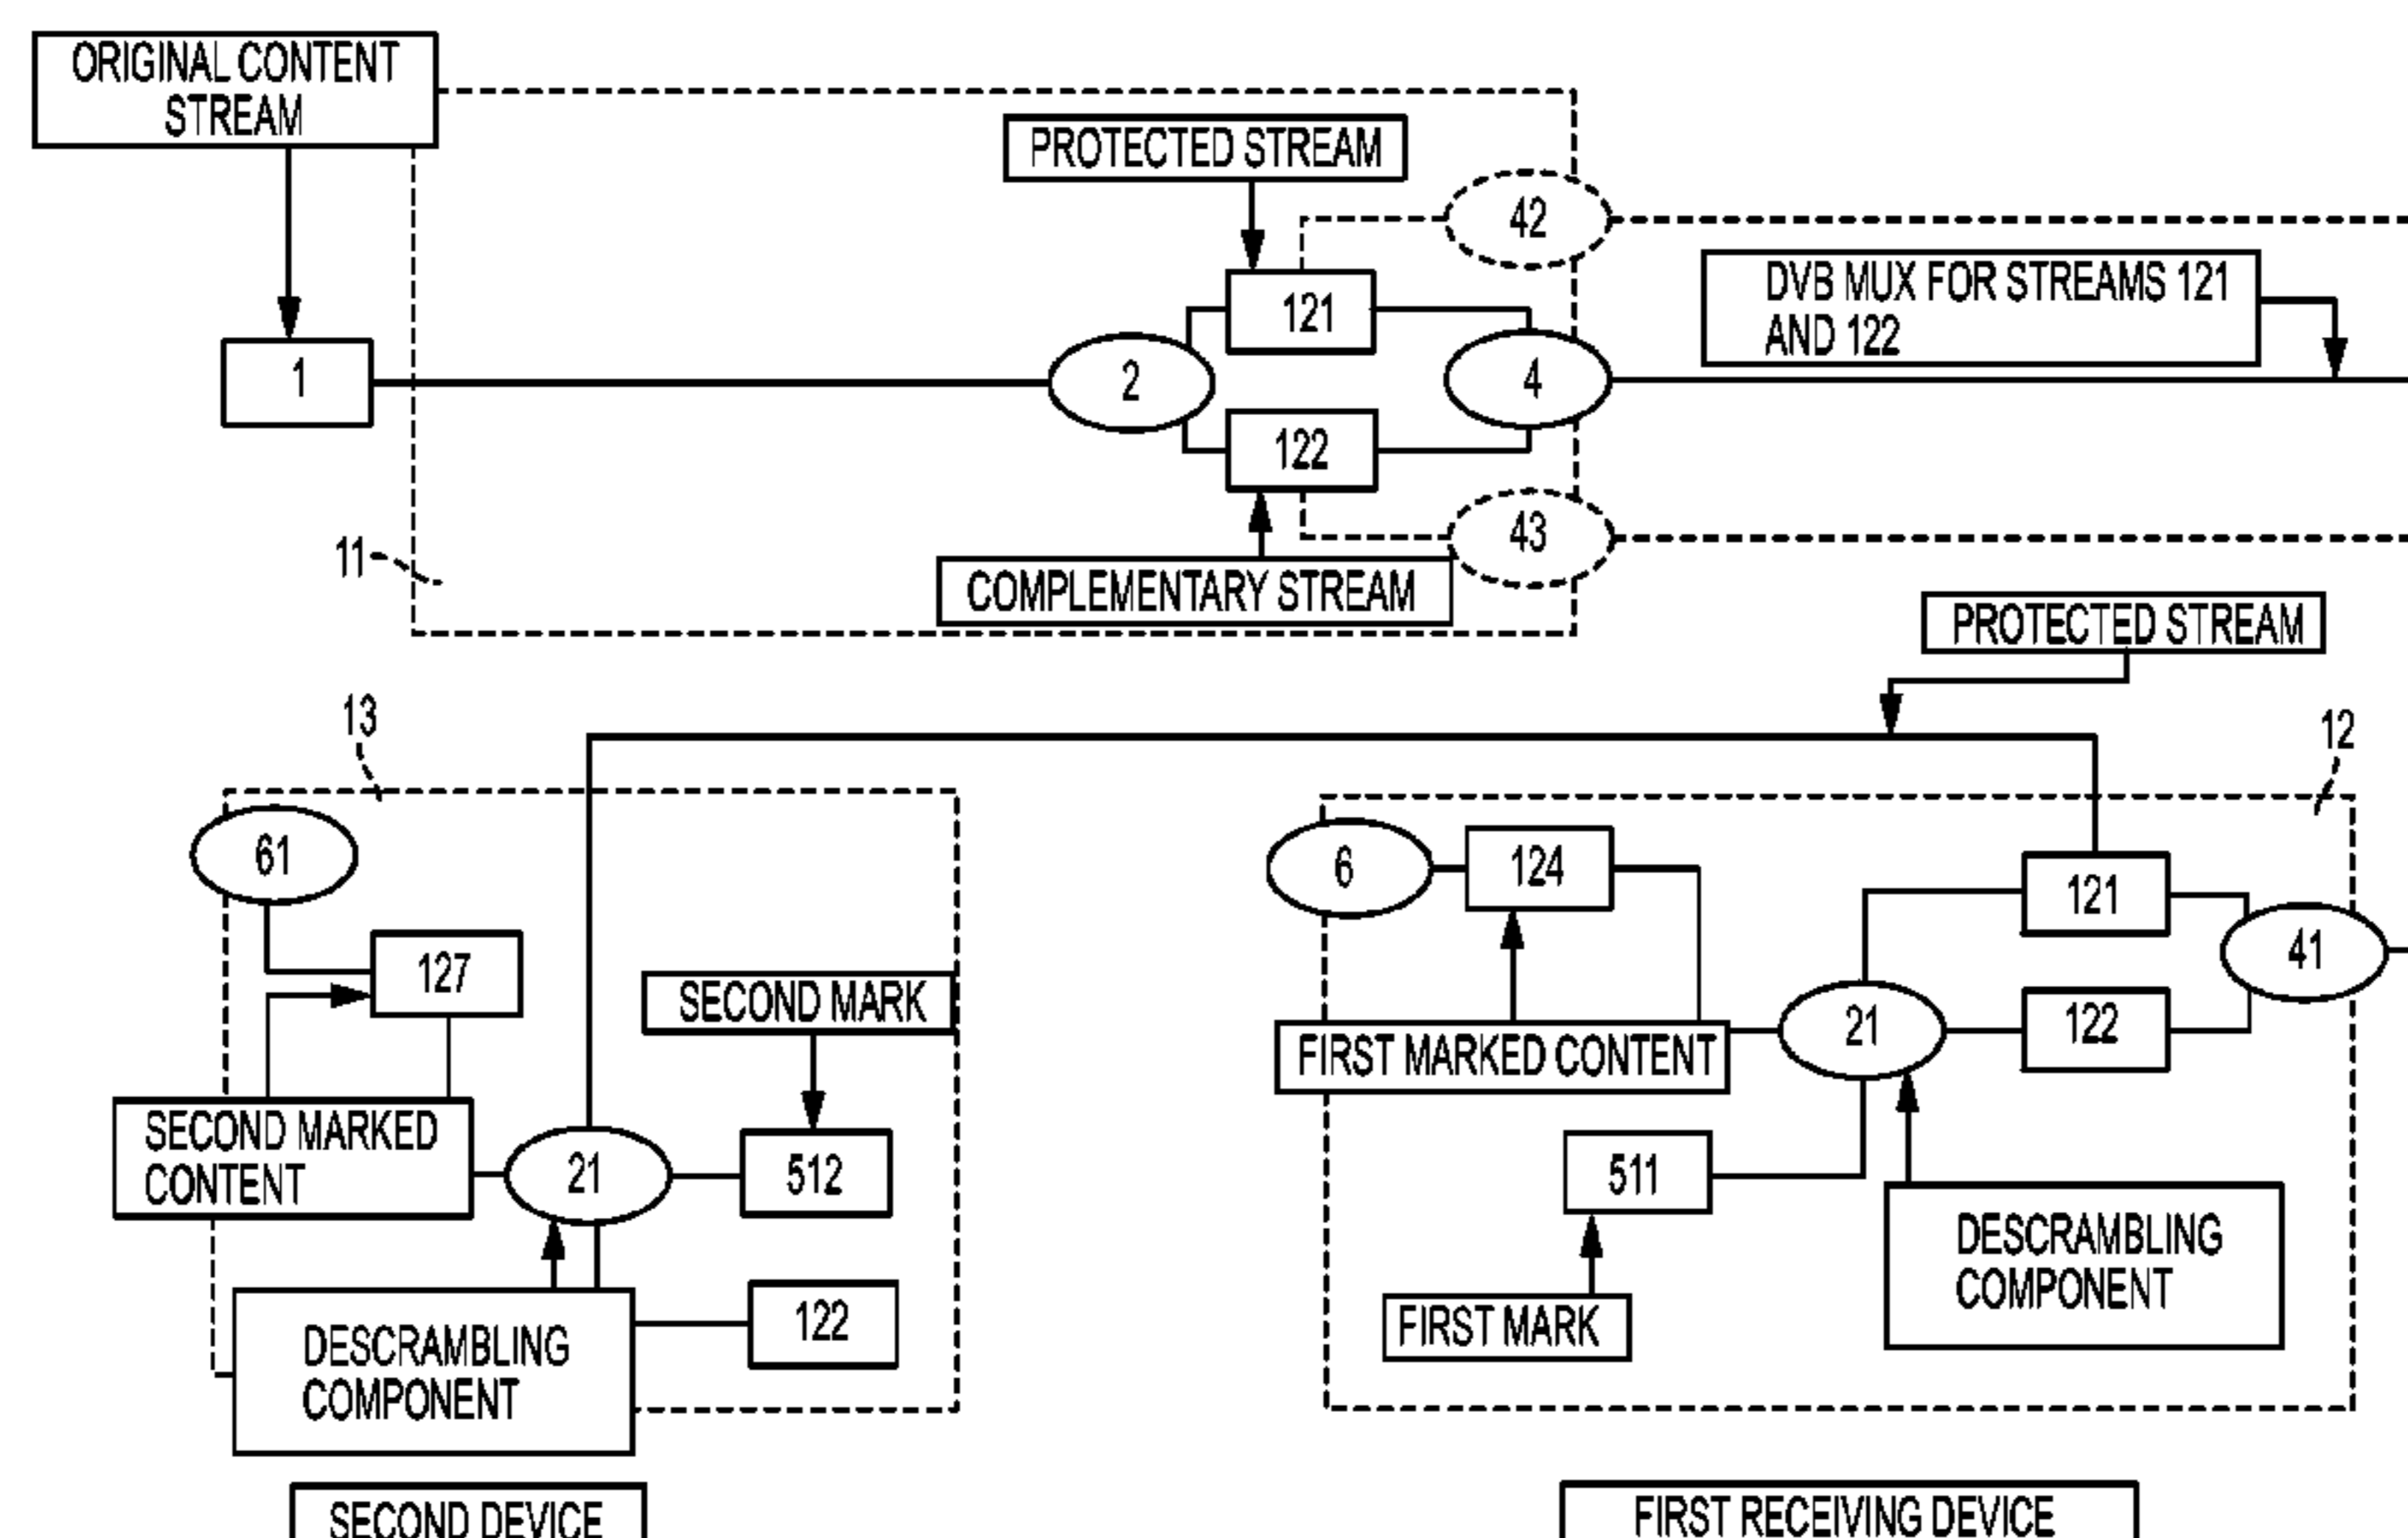 ORIGINAL CONTENT
STREAM
PROTECTED STREAM
42
DVB MUX FOR STREAMS 121
AND 122
121
1
2
4
122
11
43
COMPLEMENTARY STREAM
PROTECTED STREAM
13
12
61
6
124
121
127
41
SECOND MARK
21
122
FIRST MARKED CONTENT
SECOND MARKED
CONTENT
21
512
511
DESCRAMBLING
COMPONENT
122
FIRST MARK
DESCRAMBLING
COMPONENT
SECOND DEVICE
FIRST RECEIVING DEVICE